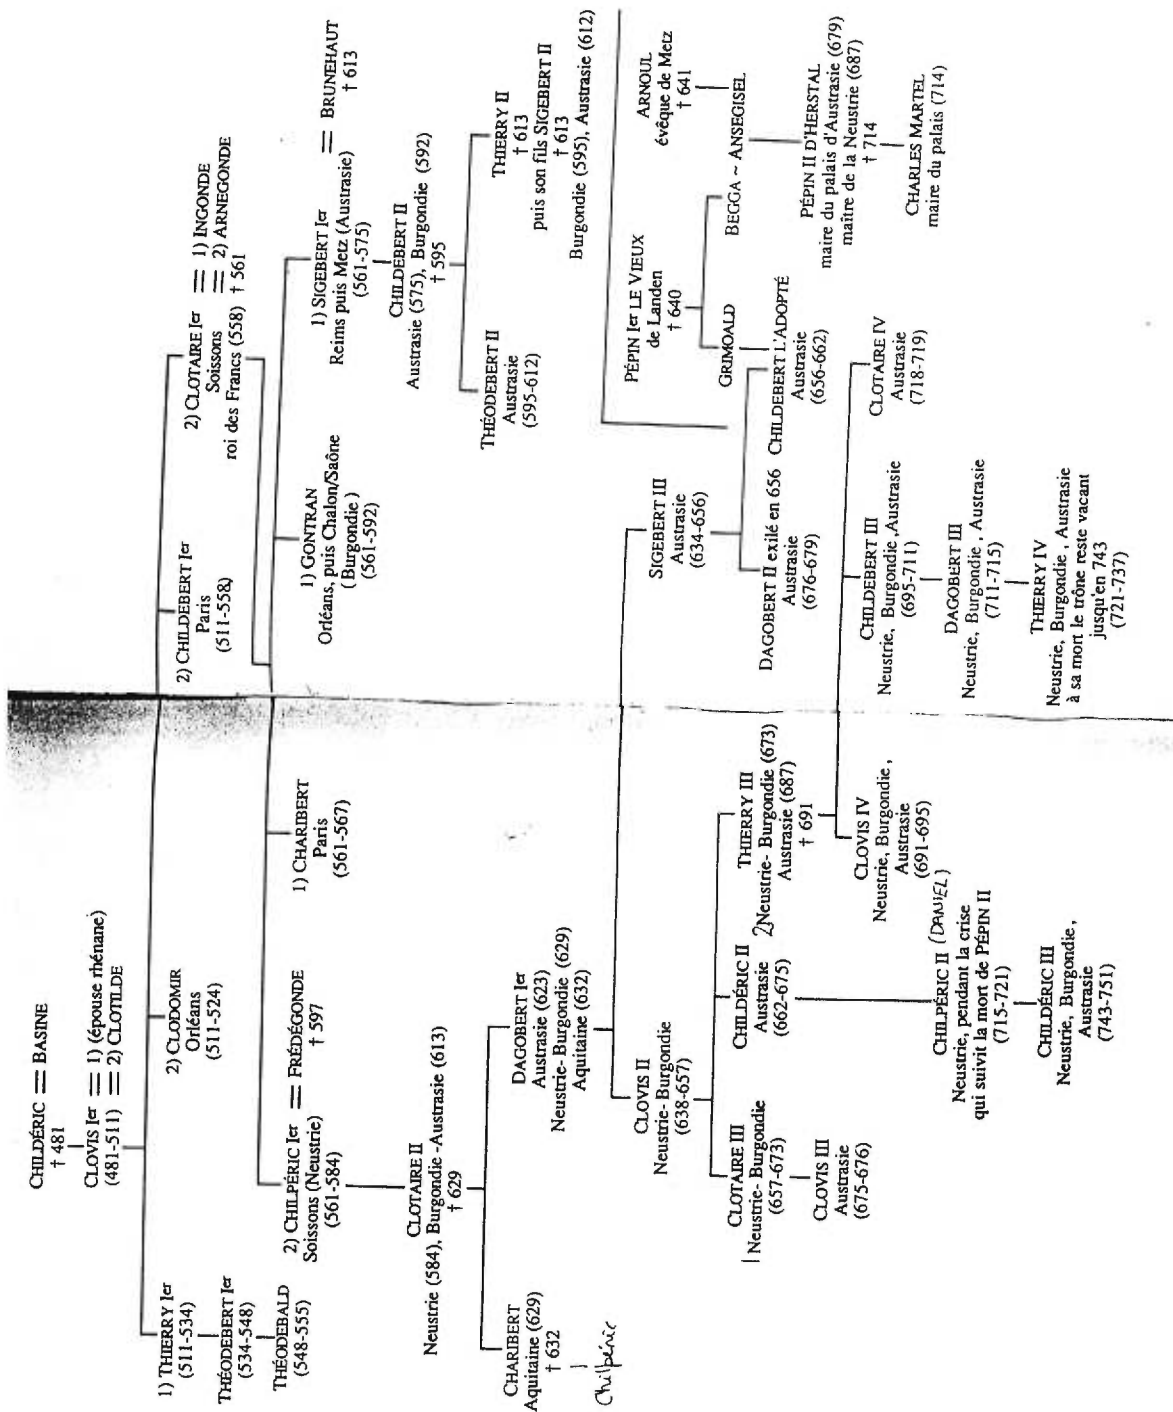 CHILDÉRIC == BASINE
† 481
CLOVIS Ier == 1) (épouse rhénane)
(481-511) == 2) CLOTILDE
1) THIERRY Ier
(511-534)
THÉODEBERT Ier
(534-548)
THÉODEBALD
(548-555)
2) CLODOMIR
Orléans
(511-524)
2) CHILDEBERT Ier
Paris
(511-558)
2) CLOTAIRE Ier == 1) INGONDE
Soissons == 2) ARNEGONDE
roi des Francs (558) † 561
2) CHILPÉRIC Ier == FRÉDÉGONDE
Soissons (Neustrie) † 597
(561-584)
1) CHARIBERT
Paris
(561-567)
1) GONTRAN
Orléans, puis Chalon/Saône
(Burgondie)
(561-592)
1) SIGEBERT Ier == BRUNEHAUT
Reims puis Metz (Austrasie) † 613
(561-575)
CHILDEBERT II
Austrasie (575), Burgondie (592)
† 595
THÉODEBERT II
Austrasie
(595-612)
THIERRY II
† 613
puis son fils SIGEBERT II
† 613
Burgondie (595), Austrasie (612)
CLOTAIRE II
Neustrie (584), Burgondie -Austrasie (613)
† 629
CHARIBERT
Aquitaine (629)
† 632
Chilpéric
DAGOBERT Ier
Austrasie (623)
Neustrie- Burgondie (629)
Aquitaine (632)
CLOVIS II
Neustrie- Burgondie
(638-657)
SIGEBERT III
Austrasie
(634-656)
DAGOBERT II exilé en 656
Austrasie
(676-679)
CHILDEBERT L'ADOPTÉ
Austrasie
(656-662)
PÉPIN Ier LE VIEUX
de Landen
† 640
GRIMOALD
ARNOUL
évêque de Metz
† 641
BEGGA ~ ANSEGISEL
PÉPIN II D'HERSTAL
maire du palais d'Austrasie (679)
maître de la Neustrie (687)
† 714
CHARLES MARTEL
maire du palais (714)
CLOTAIRE III
1 Neustrie- Burgondie
(657-673)
CLOVIS III
Austrasie
(675-676)
CHILDÉRIC II
Austrasie
(662-675)
THIERRY III
2 Neustrie- Burgondie (673)
Austrasie (687)
† 691
CHILPÉRIC II (DANIEL)
Neustrie, pendant la crise
qui suivit la mort de PÉPIN II
(715-721)
CHILDÉRIC III
Neustrie, Burgondie,
Austrasie
(743-751)
CLOVIS IV
Neustrie, Burgondie,
Austrasie
(691-695)
CHILDEBERT III
Neustrie, Burgondie ,Austrasie
(695-711)
DAGOBERT III
Neustrie, Burgondie , Austrasie
(711-715)
THIERRY IV
Neustrie, Burgondie , Austrasie
à sa mort le trône reste vacant
jusqu'en 743
(721-737)
CLOTAIRE IV
Austrasie
(718-719)